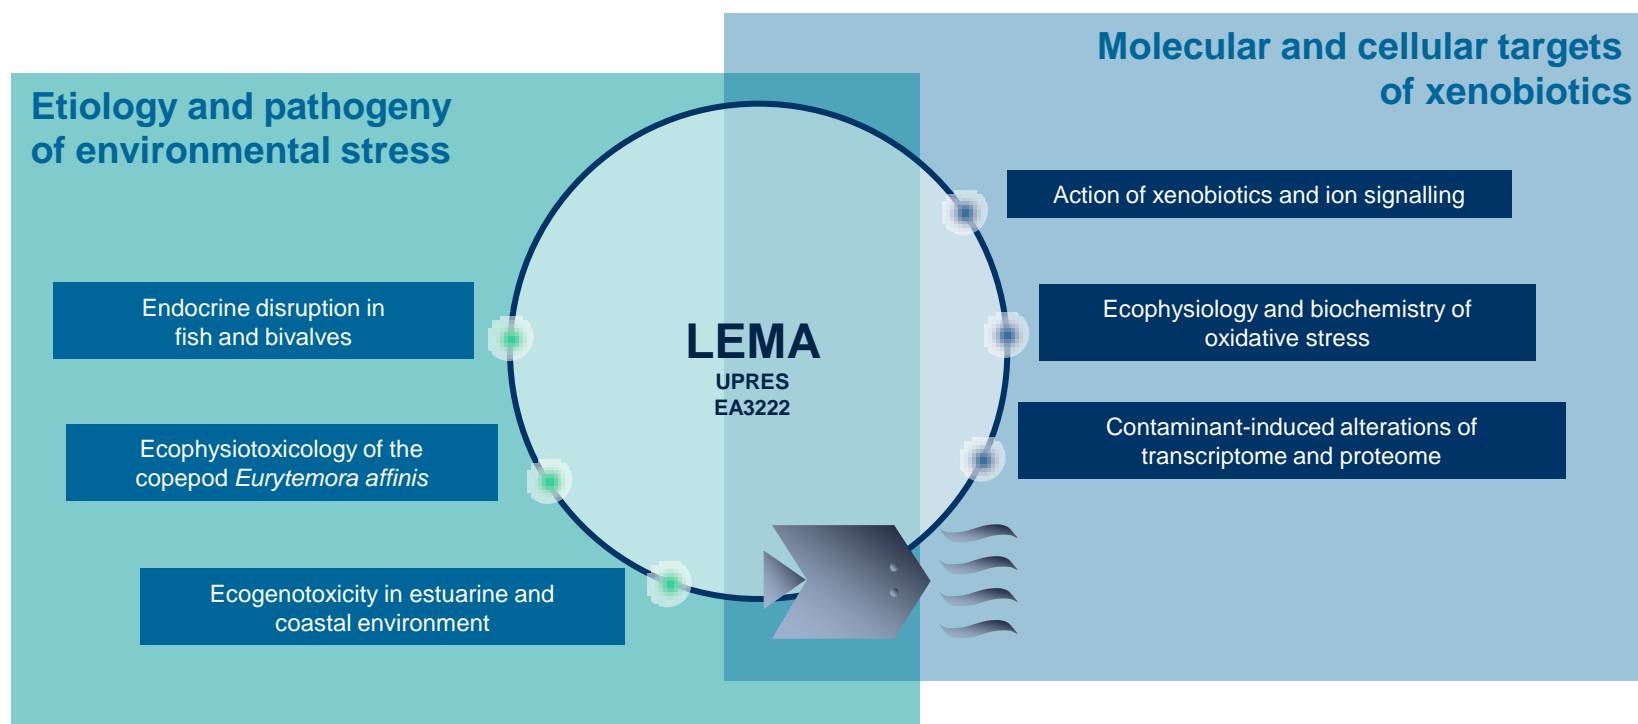 Etiology and pathogeny
of environmental stress
Endocrine disruption in
fish and bivalves
Ecophysiotoxicology of the
copepod Eurytemora affinis
Ecogenotoxicity in estuarine and
coastal environment
LEMA
UPRES
EA3222
Molecular and cellular targets
of xenobiotics
Action of xenobiotics and ion signalling
Ecophysiology and biochemistry of
oxidative stress
Contaminant-induced alterations of
transcriptome and proteome